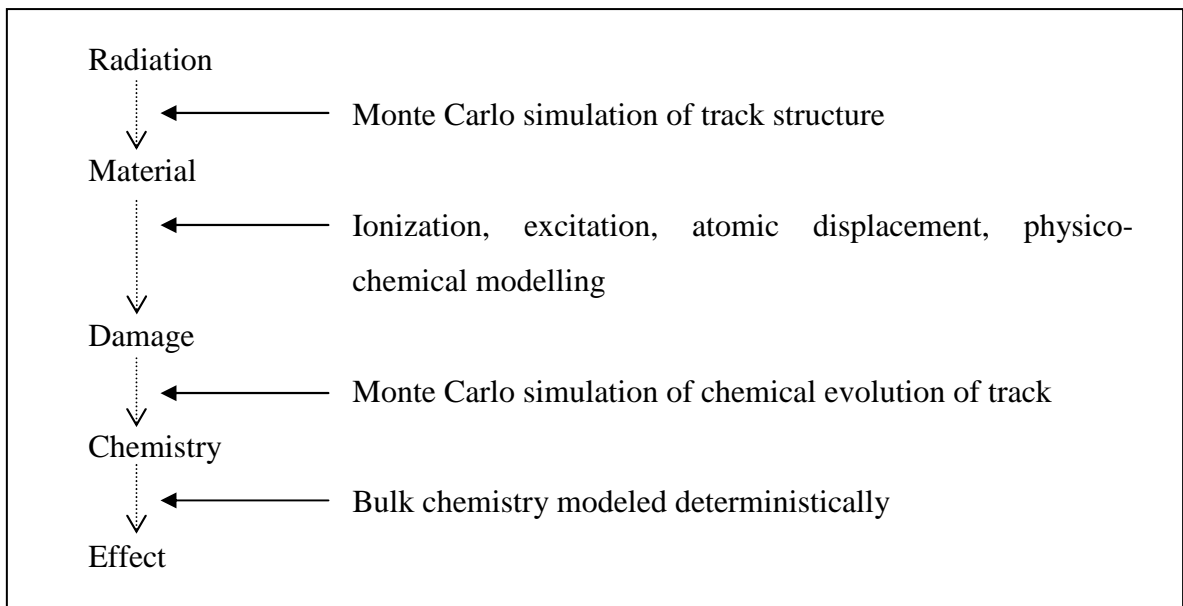 Radiation
Monte Carlo simulation of track structure
Material
Ionization, excitation, atomic displacement, physico-
chemical modelling
Damage
Monte Carlo simulation of chemical evolution of track
Chemistry
Bulk chemistry modeled deterministically
Effect